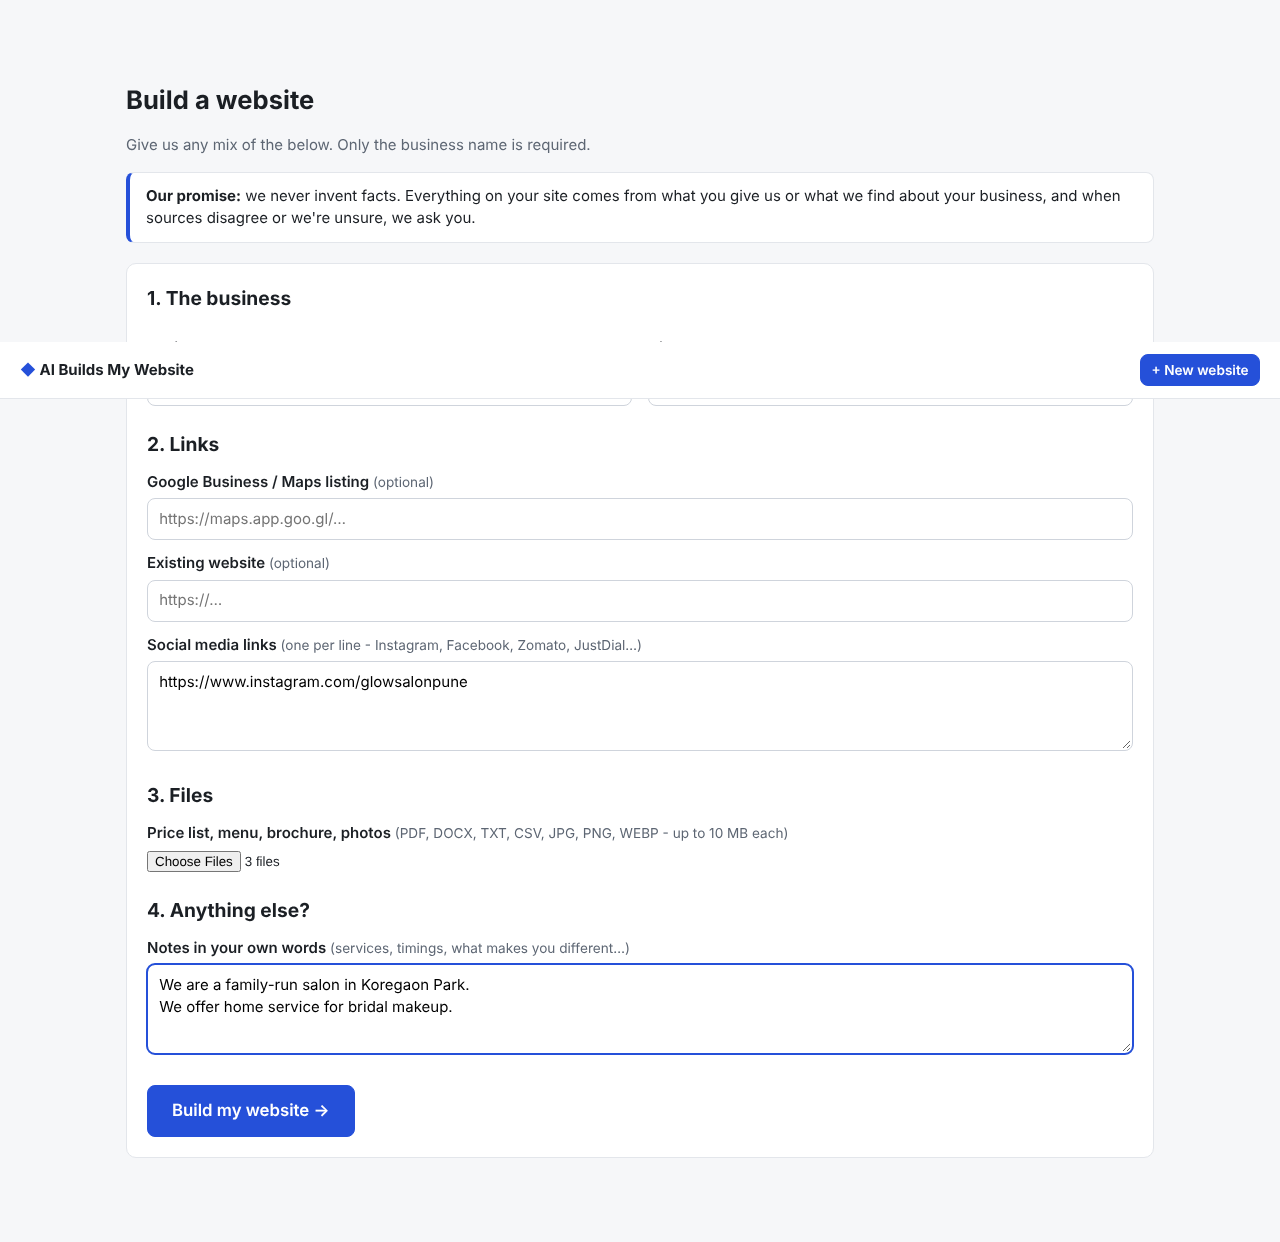 Build a website
Give us any mix of the below. Only the business name is required.
Our promise: we never invent facts. Everything on your site comes from what you give us or what we find about your business, and when
sources disagree or we're unsure, we ask you.
1. The business
◆ AI Builds My Website
+ New website
2. Links
Google Business / Maps listing (optional)
https://maps.app.goo.gl/...
Existing website (optional)
https://...
Social media links (one per line - Instagram, Facebook, Zomato, JustDial...)
https://www.instagram.com/glowsalonpune
3. Files
Price list, menu, brochure, photos (PDF, DOCX, TXT, CSV, JPG, PNG, WEBP - up to 10 MB each)
Choose Files 3 files
4. Anything else?
Notes in your own words (services, timings, what makes you different...)
We are a family-run salon in Koregaon Park.
We offer home service for bridal makeup.
Build my website →